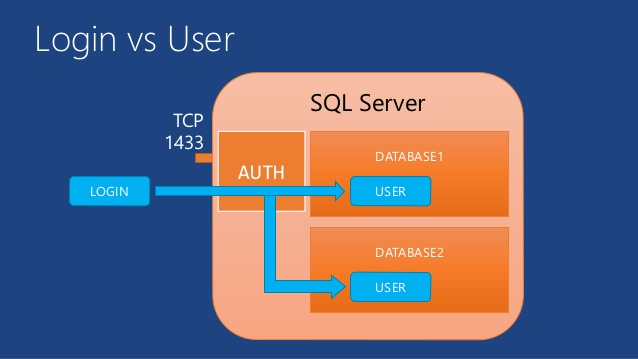 Login vs User
SQL Server
TCP
1433
AUTH
LOGIN
DATABASE1
USER
DATABASE2
USER